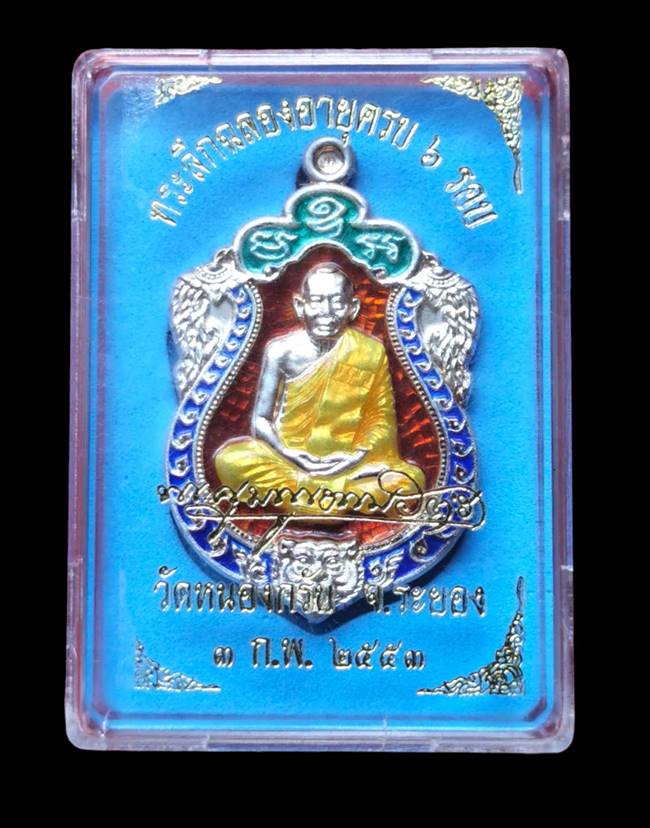 ที่ระลึกฉลองอายุครบ ๖ รอบ
วัดหนองกรับ จ.ระยอง
๓ ก.พ. ๒๕๕๓